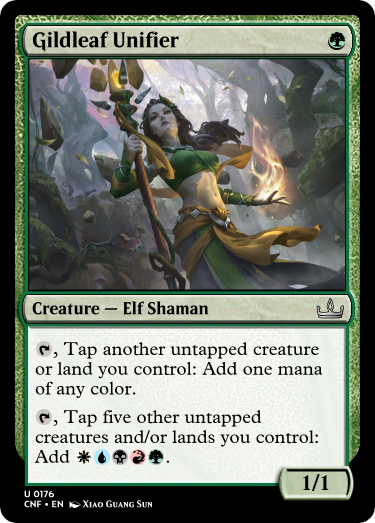 Gildleaf Unifier
Creature — Elf Shaman
, Tap another untapped creature
or land you control: Add one mana
of any color.
, Tap five other untapped
creatures and/or lands you control:
Add .
1/1
U 0176
CNF • EN Xiao Guang Sun